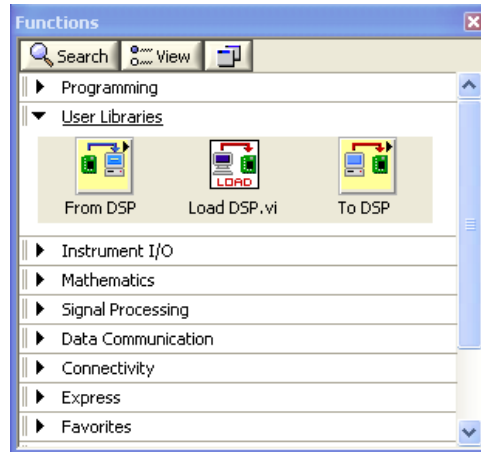 Functions
Search View
Programming
User Libraries
LOAD
From DSP Load DSP.vi To DSP
Instrument I/O
Mathematics
Signal Processing
Data Communication
Connectivity
Express
Favorites